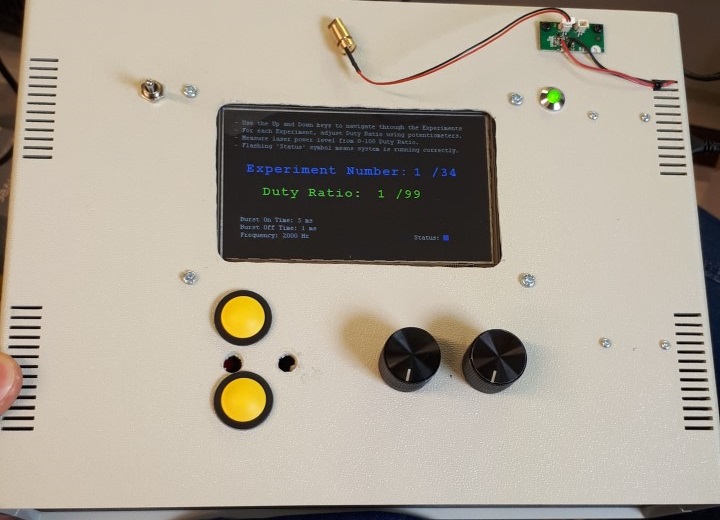 - Use the Up and Down keys to navigate through the Experiments
- For each Experiment, adjust Duty Ratio using potentiometers.
- Measure laser power level from 0-100 Duty Ratio.
- Flashing 'Status' symbol means system is running correctly.
Experiment Number: 1 /34
Duty Ratio: 1 /99
Burst On Time: 5 ms
Burst Off Time: 1 ms
Frequency: 2000 Hz
Status: